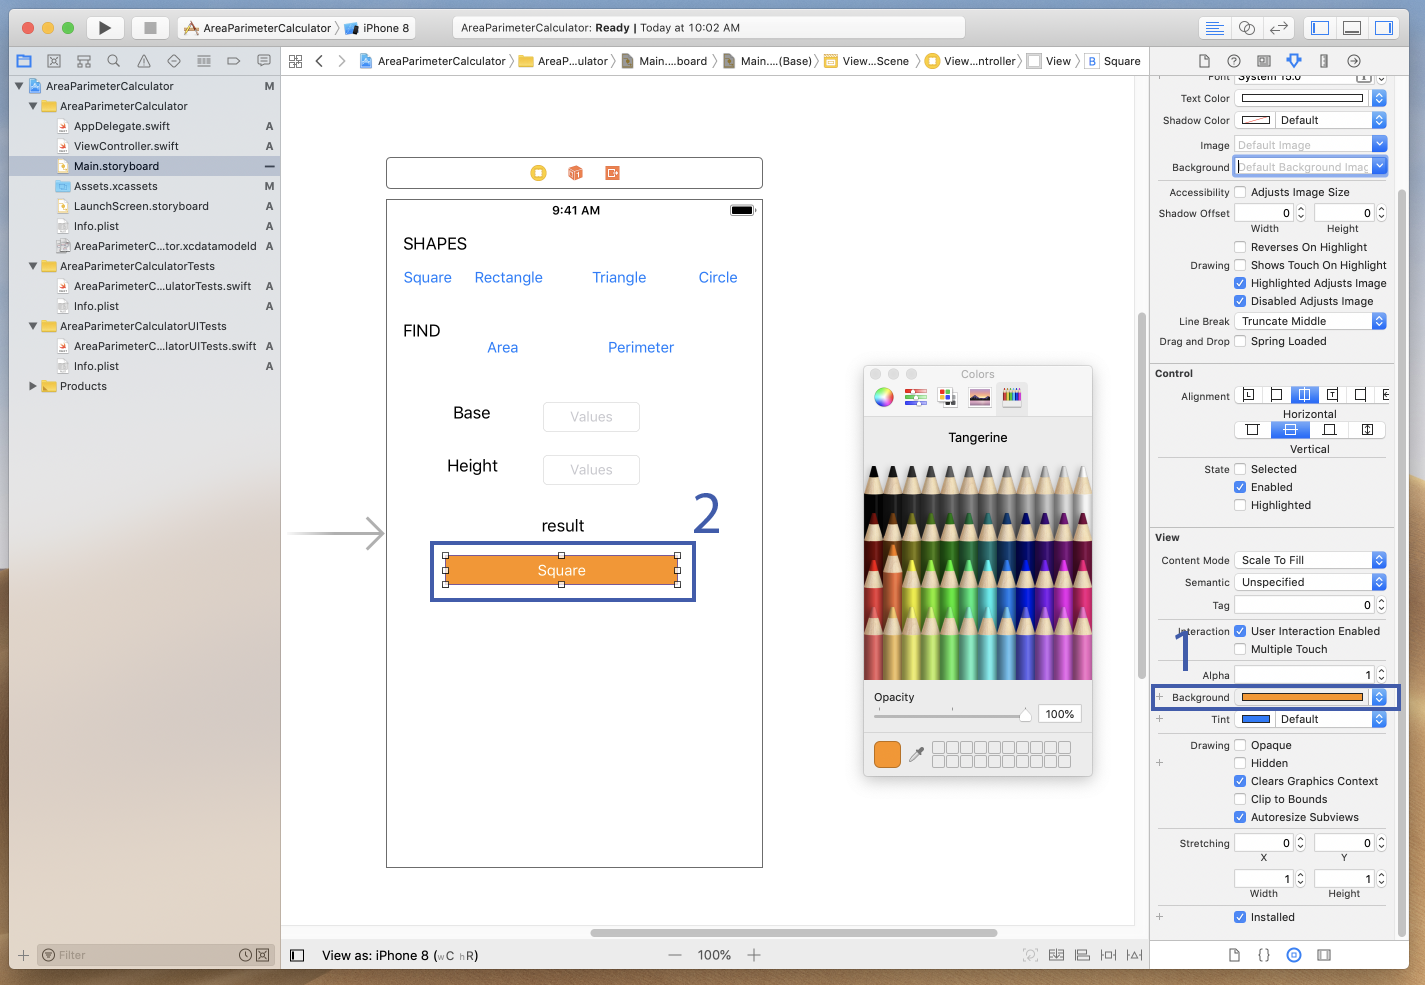 AreaParimeterCalculator
iPhone 8
AreaParimeterCalculator: Ready | Today at 10:02 AM
AreaParimeterCalculator
AreaP...ulator
Main....board
Main....(Base)
View...Scene
View...ntroller
View
B Square
AreaParimeterCalculator M
AreaParimeterCalculator
AppDelegate.swift A
ViewController.swift A
Main.storyboard –
Assets.xcassets M
LaunchScreen.storyboard A
Info.plist A
AreaParimeterC...tor.xcdatamodeld A
AreaParimeterCalculatorTests
AreaParimeterC...ulatorTests.swift A
Info.plist A
AreaParimeterCalculatorUITests
AreaParimeterC...latorUITests.swift A
Info.plist A
Products
Filter
9:41 AM
SHAPES
Square Rectangle Triangle Circle
FIND
Area Perimeter
Base Values
Height Values
result
2
Square
View as: iPhone 8 (wC hR)
100%
Colors
Tangerine
Opacity
100%
Font System 15.0
Text Color
Shadow Color Default
Image Default Image
Background Default Background Imag
Accessibility Adjusts Image Size
Shadow Offset 0 0
Width Height
Reverses On Highlight
Drawing Shows Touch On Highlight
Highlighted Adjusts Image
Disabled Adjusts Image
Line Break Truncate Middle
Drag and Drop Spring Loaded
Control
Alignment
Horizontal
Vertical
State Selected
Enabled
Highlighted
View
Content Mode Scale To Fill
Semantic Unspecified
Tag 0
Interaction User Interaction Enabled
1
Multiple Touch
Alpha 1
Background
Tint Default
Drawing Opaque
Hidden
Clears Graphics Context
Clip to Bounds
Autoresize Subviews
Stretching 0 0
X Y
1 1
Width Height
Installed